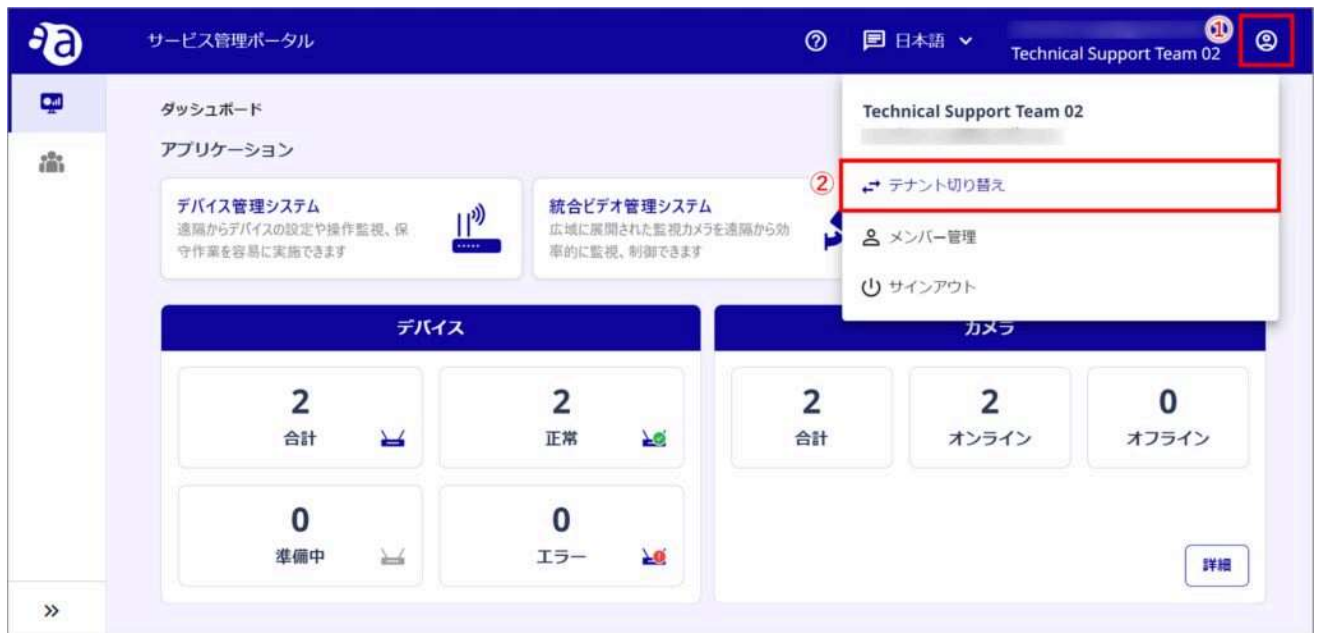 a
サービス管理ポータル
日本語
①
Technical Support Team 02
ダッシュボード
アプリケーション
Technical Support Team 02
②
テナント切り替え
メンバー管理
サインアウト
デバイス管理システム
遠隔からデバイスの設定や操作監視、保
守作業を容易に実施できます
統合ビデオ管理システム
広域に展開された監視カメラを遠隔から効
率的に監視、制御できます
デバイス
カメラ
2
合計
2
正常
0
準備中
0
エラー
2
合計
2
オンライン
0
オフライン
詳細